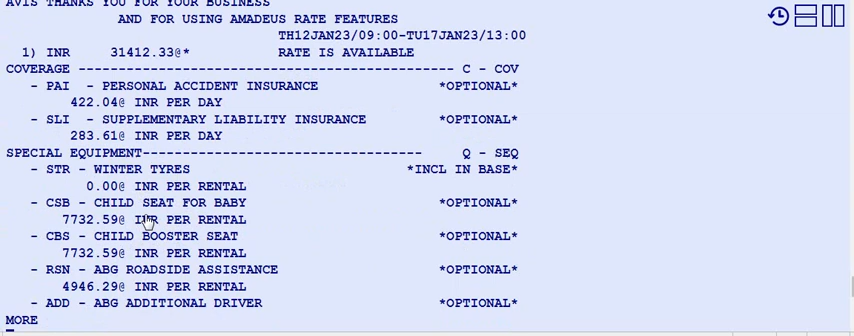 AVIS THANKS YOU FOR YOUR BUSINESS
AND FOR USING AMADEUS RATE FEATURES
TH12JAN23/09:00-TU17JAN23/13:00
1) INR 31412.33@* RATE IS AVAILABLE
COVERAGE ------------------------------------------------ C - COV
- PAI - PERSONAL ACCIDENT INSURANCE *OPTIONAL*
422.04@ INR PER DAY
- SLI - SUPPLEMENTARY LIABILITY INSURANCE *OPTIONAL*
283.61@ INR PER DAY
SPECIAL EQUIPMENT----------------------------------- Q - SEQ
- STR - WINTER TYRES *INCL IN BASE*
0.00@ INR PER RENTAL
- CSB - CHILD SEAT FOR BABY *OPTIONAL*
7732.59@ INR PER RENTAL
- CBS - CHILD BOOSTER SEAT *OPTIONAL*
7732.59@ INR PER RENTAL
- RSN - ABG ROADSIDE ASSISTANCE *OPTIONAL*
4946.29@ INR PER RENTAL
- ADD - ABG ADDITIONAL DRIVER *OPTIONAL*
MORE